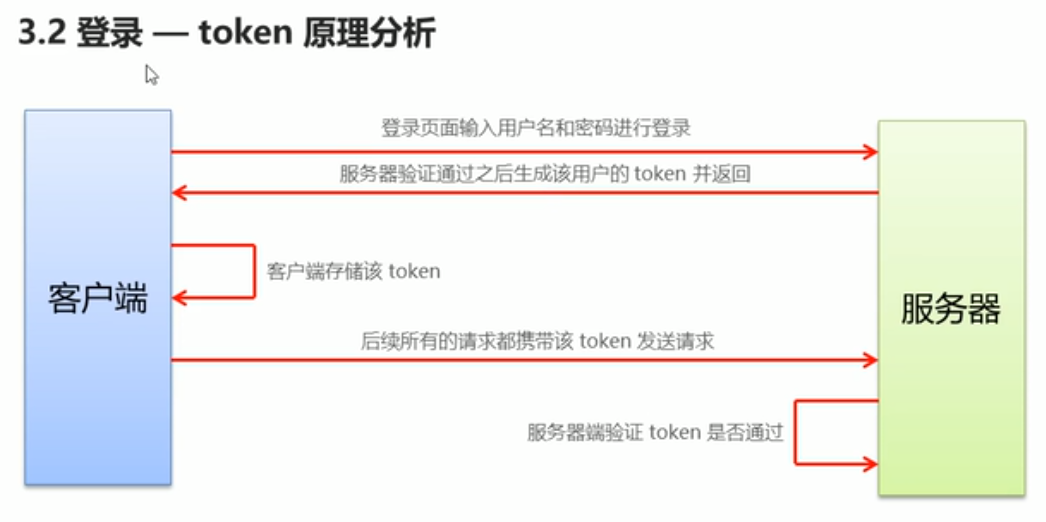 3.2 登录 — token 原理分析
登录页面输入用户名和密码进行登录
服务器验证通过之后生成该用户的 token 并返回
客户端存储该 token
客户端
服务器
后续所有的请求都携带该 token 发送请求
服务器端验证 token 是否通过